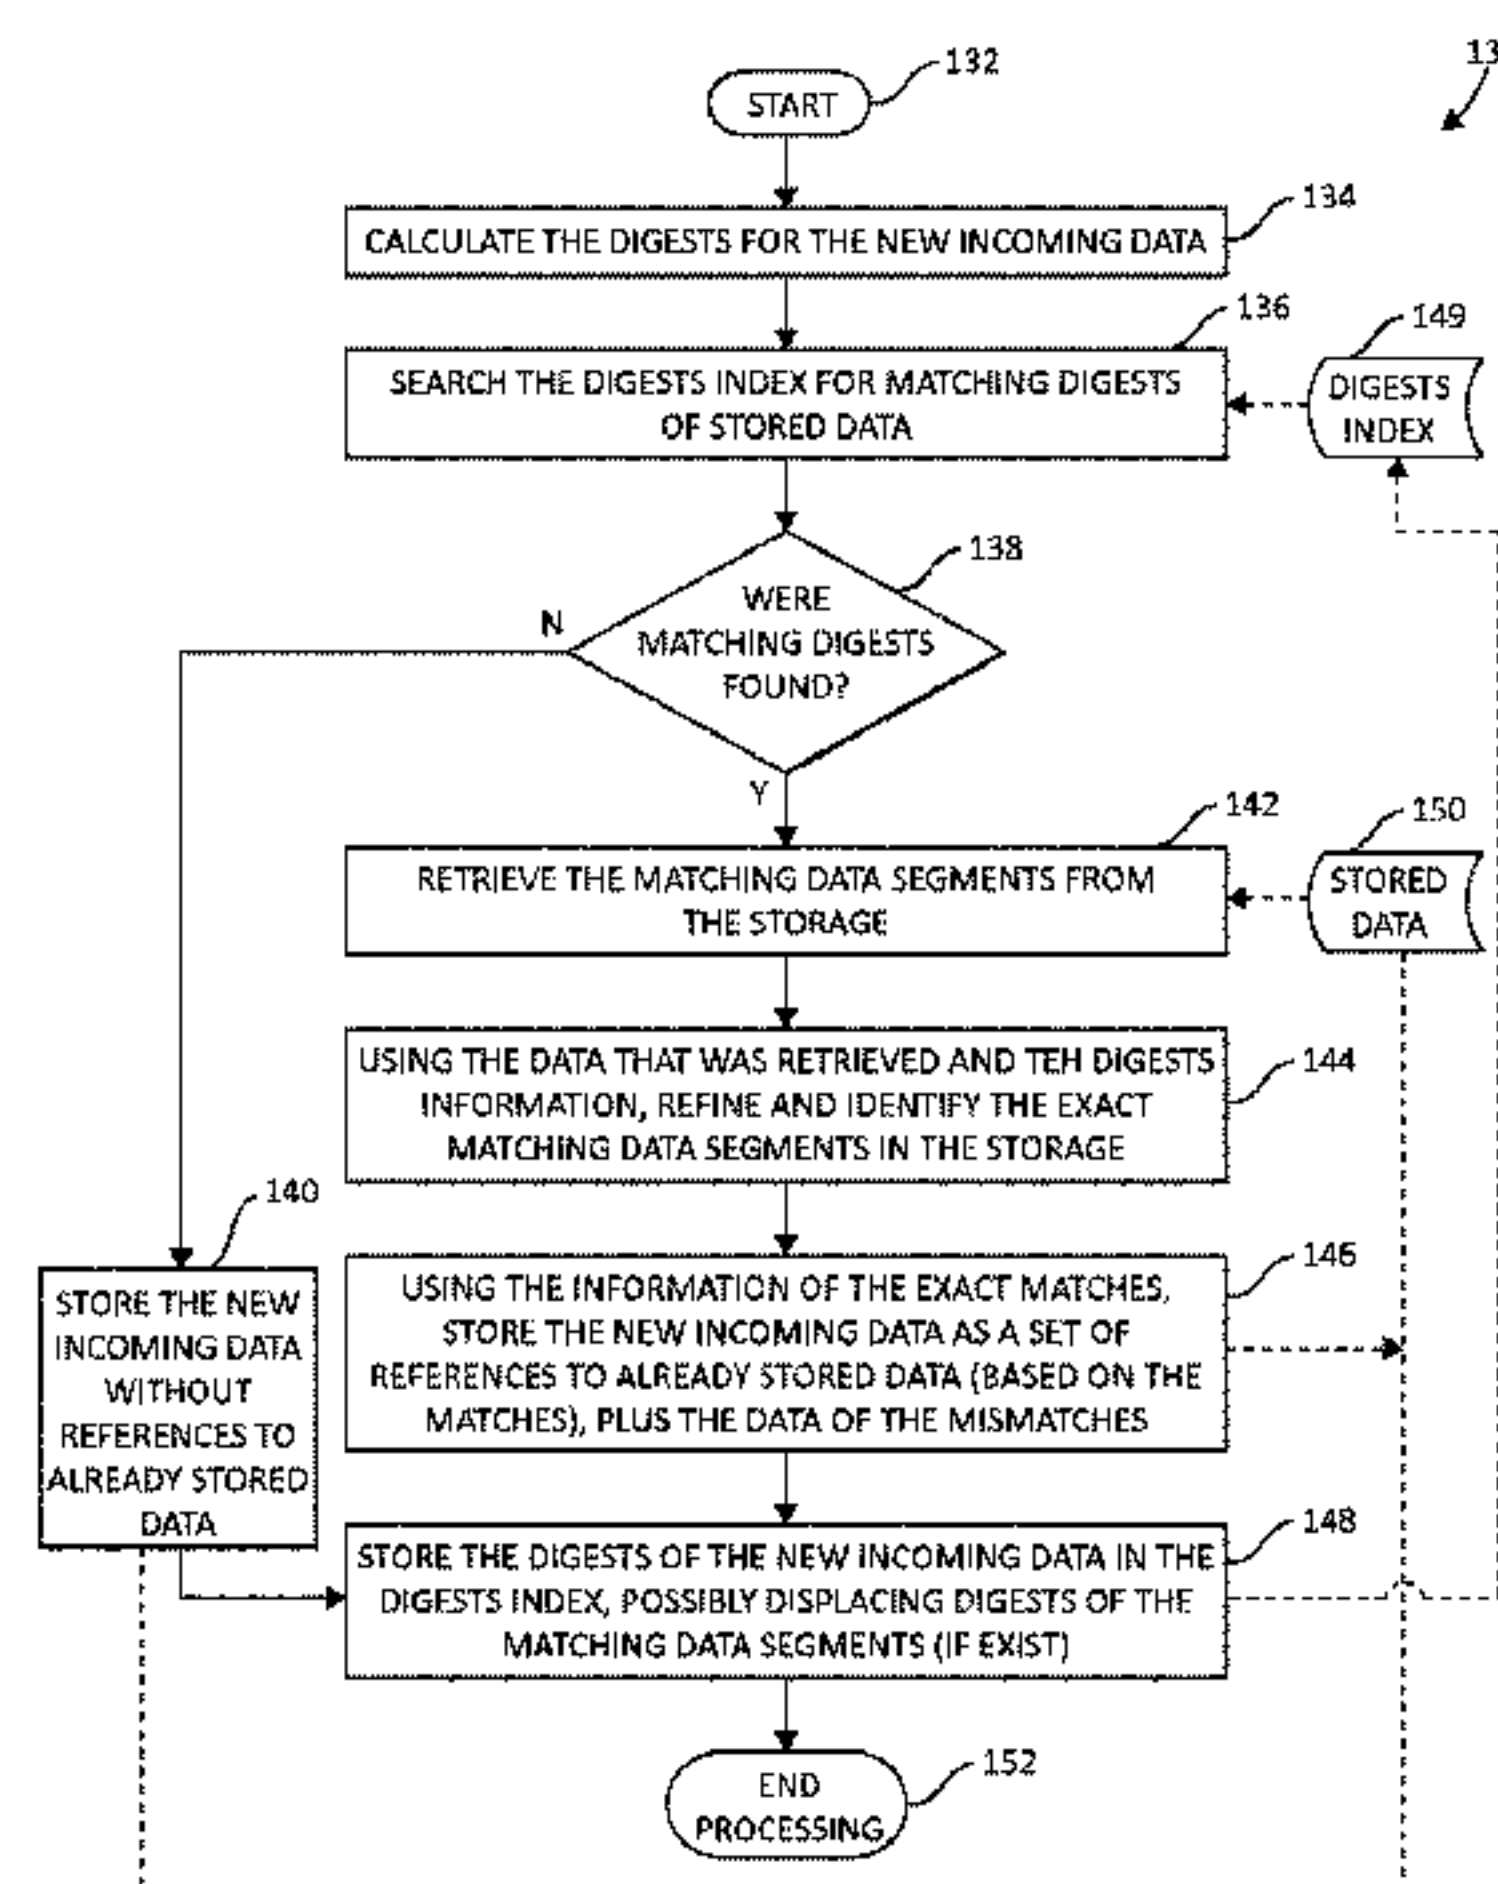 132
13
START
134
CALCULATE THE DIGESTS FOR THE NEW INCOMING DATA
136
149
SEARCH THE DIGESTS INDEX FOR MATCHING DIGESTS
OF STORED DATA
DIGESTS
INDEX
138
WERE
MATCHING DIGESTS
FOUND?
N
Y
142
150
RETRIEVE THE MATCHING DATA SEGMENTS FROM
THE STORAGE
STORED
DATA
144
USING THE DATA THAT WAS RETRIEVED AND TEH DIGESTS
INFORMATION, REFINE AND IDENTIFY THE EXACT
MATCHING DATA SEGMENTS IN THE STORAGE
140
STORE THE NEW
INCOMING DATA
WITHOUT
REFERENCES TO
ALREADY STORED
DATA
146
USING THE INFORMATION OF THE EXACT MATCHES,
STORE THE NEW INCOMING DATA AS A SET OF
REFERENCES TO ALREADY STORED DATA (BASED ON THE
MATCHES), PLUS THE DATA OF THE MISMATCHES
148
STORE THE DIGESTS OF THE NEW INCOMING DATA IN THE
DIGESTS INDEX, POSSIBLY DISPLACING DIGESTS OF THE
MATCHING DATA SEGMENTS (IF EXIST)
152
END
PROCESSING